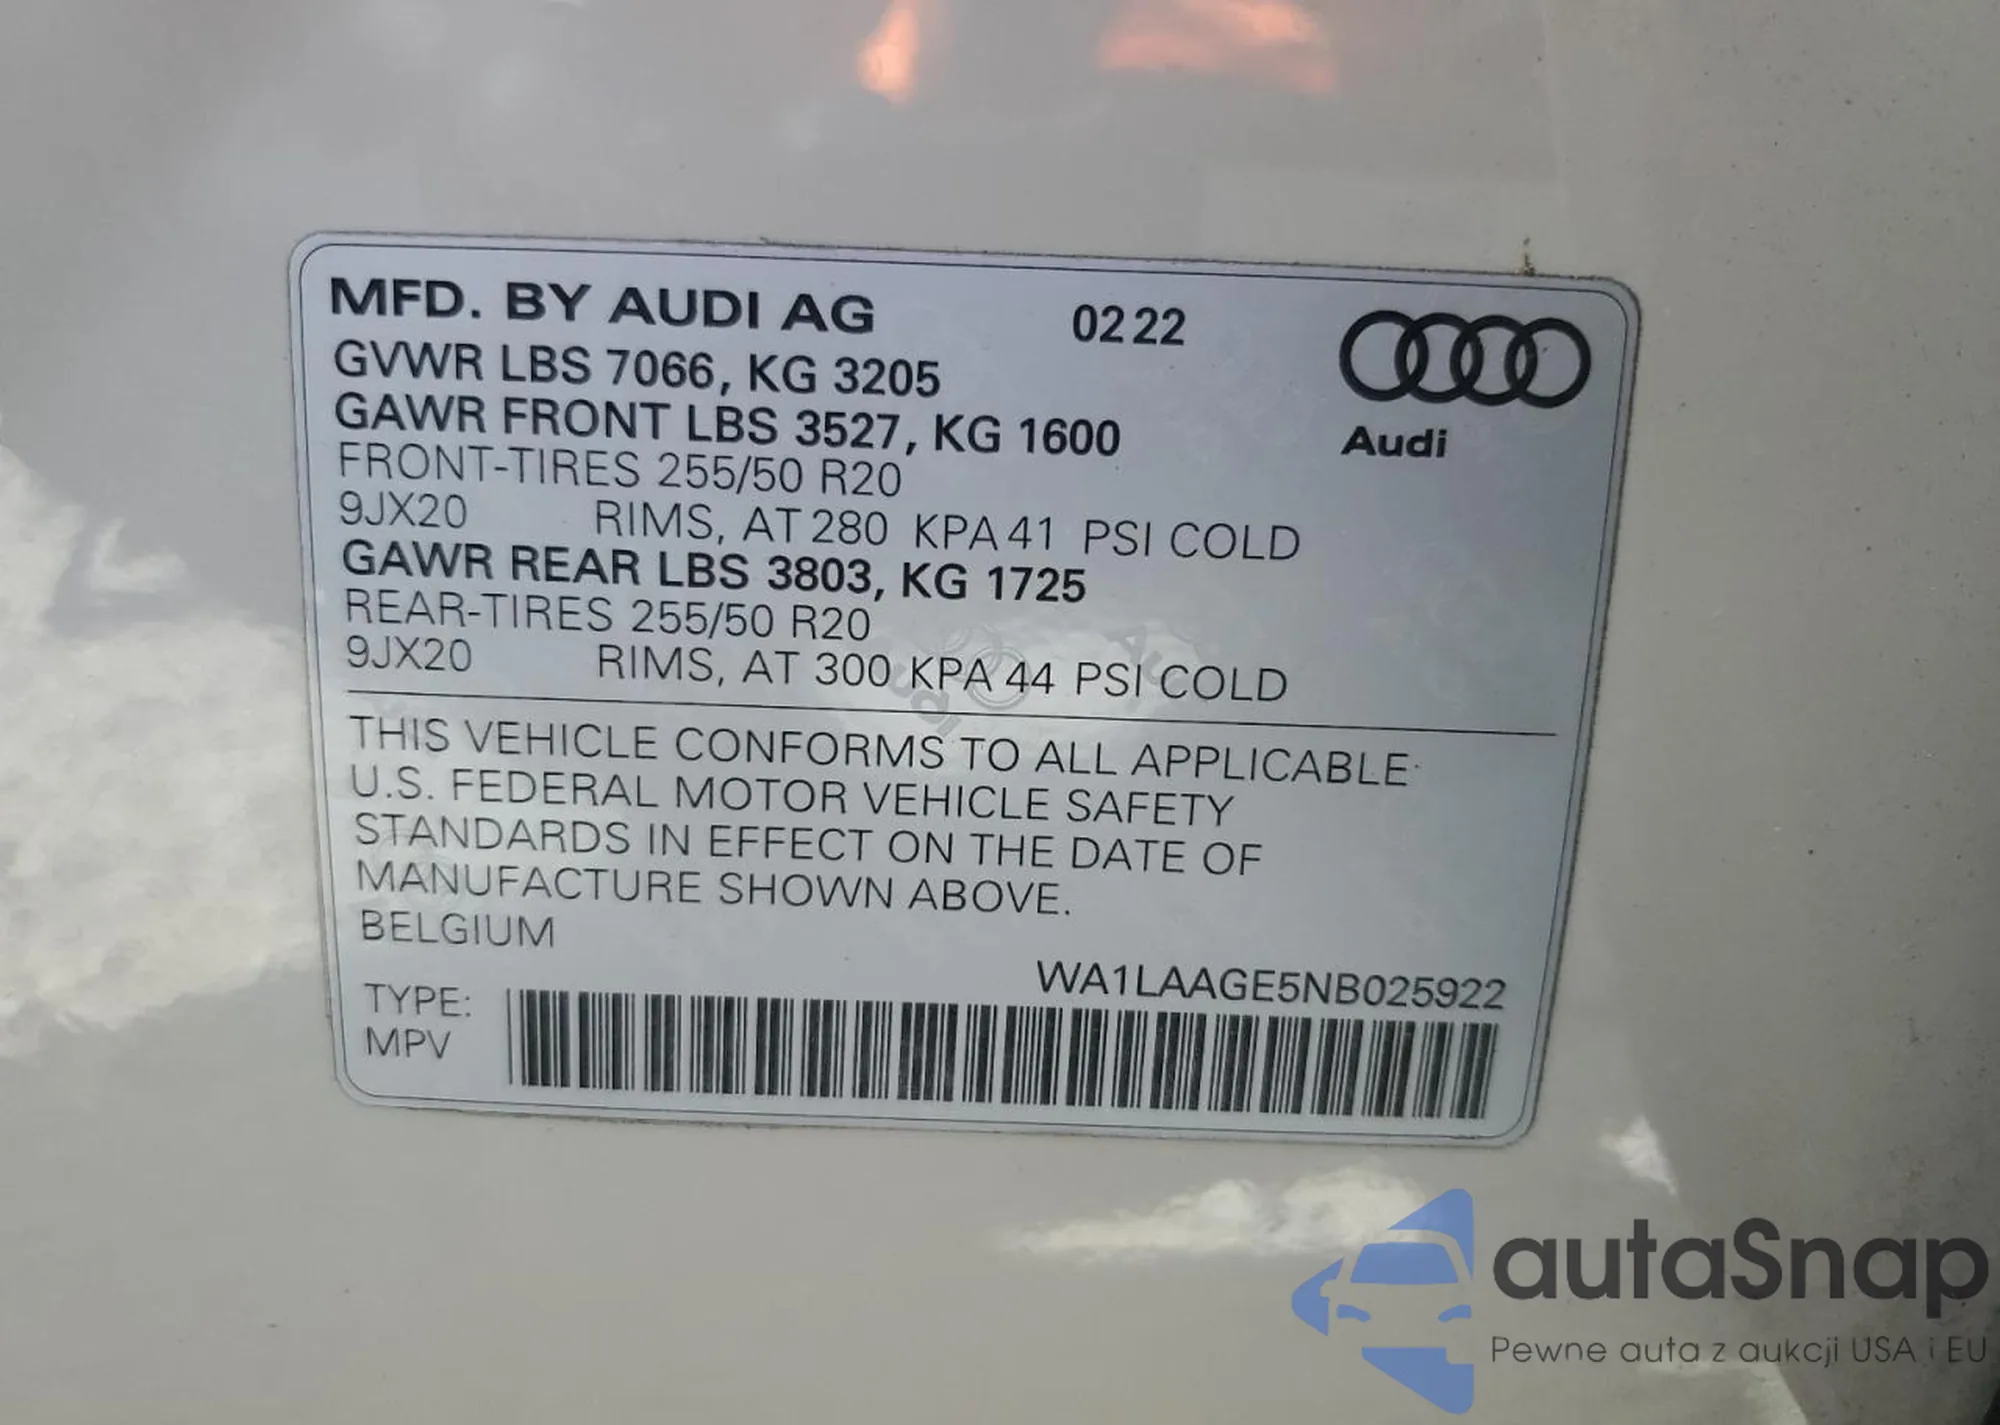 MFD. BY AUDI AG 02 22
GVWR LBS 7066, KG 3205
GAWR FRONT LBS 3527, KG 1600
Audi
FRONT-TIRES 255/50 R20
9JX20 RIMS, AT 280 KPA 41 PSI COLD
GAWR REAR LBS 3803, KG 1725
REAR-TIRES 255/50 R20
9JX20 RIMS, AT 300 KPA 44 PSI COLD
THIS VEHICLE CONFORMS TO ALL APPLICABLE
U.S. FEDERAL MOTOR VEHICLE SAFETY
STANDARDS IN EFFECT ON THE DATE OF
MANUFACTURE SHOWN ABOVE.
BELGIUM
WA1LAAGE5NB025922
TYPE:
MPV
autaSnap
Pewne auta z aukcji USA i EU